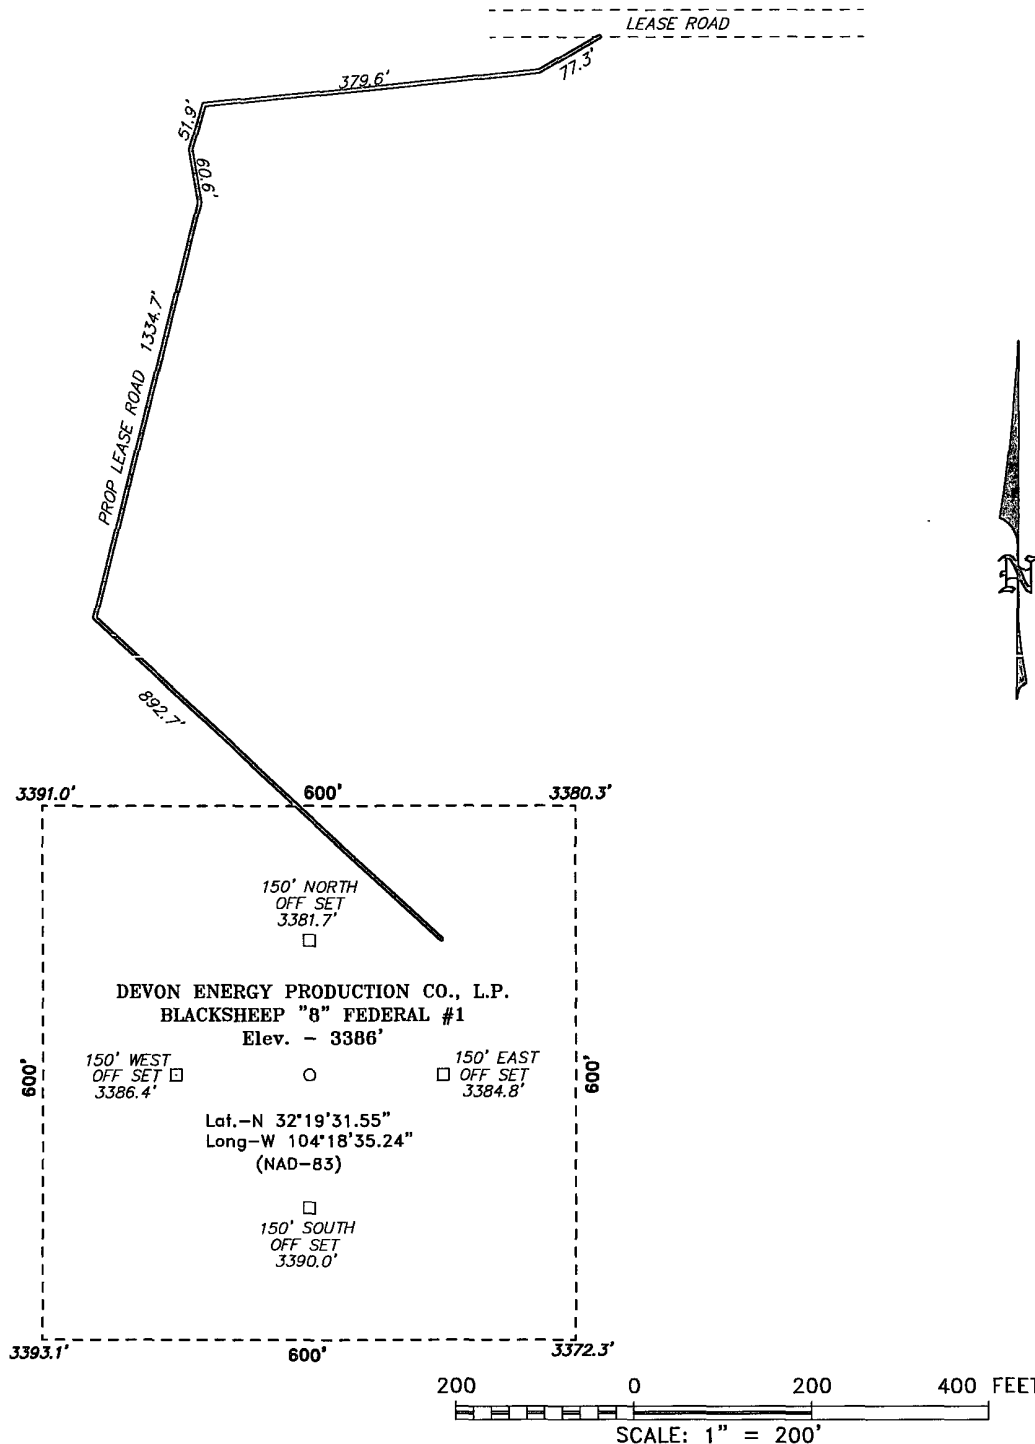 LEASE ROAD
77.3'
379.6'
51.9'
60.6'
PROP LEASE ROAD 1334.7'
N
892.7'
3391.0'
600'
3380.3'
150' NORTH
OFF SET
3381.7'
DEVON ENERGY PRODUCTION CO., L.P.
BLACKSHEEP "8" FEDERAL #1
Elev. - 3386'
600'
150' WEST
OFF SET
3386.4'
150' EAST
OFF SET
3384.8'
600'
Lat.-N 32°19'31.55"
Long-W 104°18'35.24"
(NAD-83)
150' SOUTH
OFF SET
3390.0'
3393.1'
600'
3372.3'
200 0 200 400 FEET
SCALE: 1" = 200'